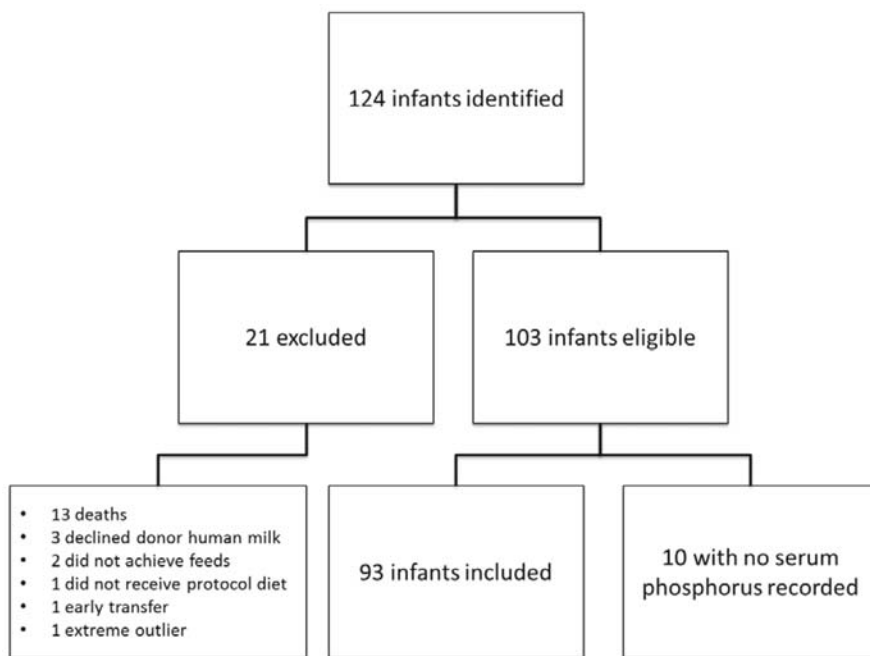 124 infants identified
21 excluded
103 infants eligible
• 13 deaths
• 3 declined donor human milk
• 2 did not achieve feeds
• 1 did not receive protocol diet
• 1 early transfer
• 1 extreme outlier
93 infants included
10 with no serum
phosphorus recorded